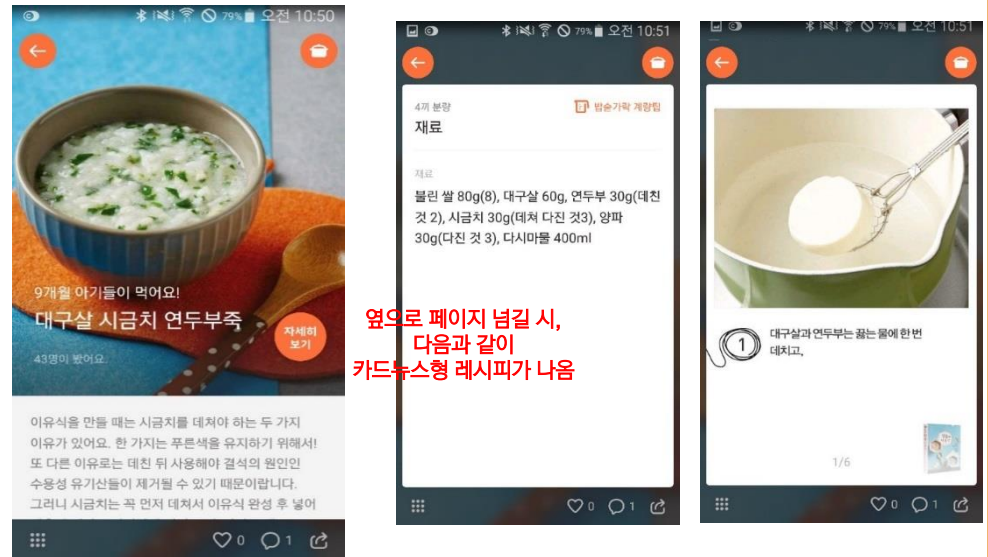 79% 오전 10:50
9개월 아기들이 먹어요!
대구살 시금치 연두부죽
43명이 봤어요.
자세히
보기
이유식을 만들 때는 시금치를 데쳐야 하는 두 가지
이유가 있어요. 한 가지는 푸른색을 유지하기 위해서!
또 다른 이유로는 데친 뒤 사용해야 결석의 원인인
수용성 유기산들이 제거될 수 있기 때문이랍니다.
그러니 시금치는 꼭 먼저 데쳐서 이유식 완성 후 넣어
0 1
옆으로 페이지 넘길 시,
다음과 같이
카드뉴스형 레시피가 나옴
79% 오전 10:51
4끼 분량
밥숟가락 계량팁
재료
재료
불린 쌀 80g(8), 대구살 60g, 연두부 30g(데친
것 2), 시금치 30g(데쳐 다진 것3), 양파
30g(다진 것 3), 다시마물 400ml
0 1
79% 오전 10:51
1
대구살과 연두부는 끓는 물에 한 번
데치고,
1/6
0 1